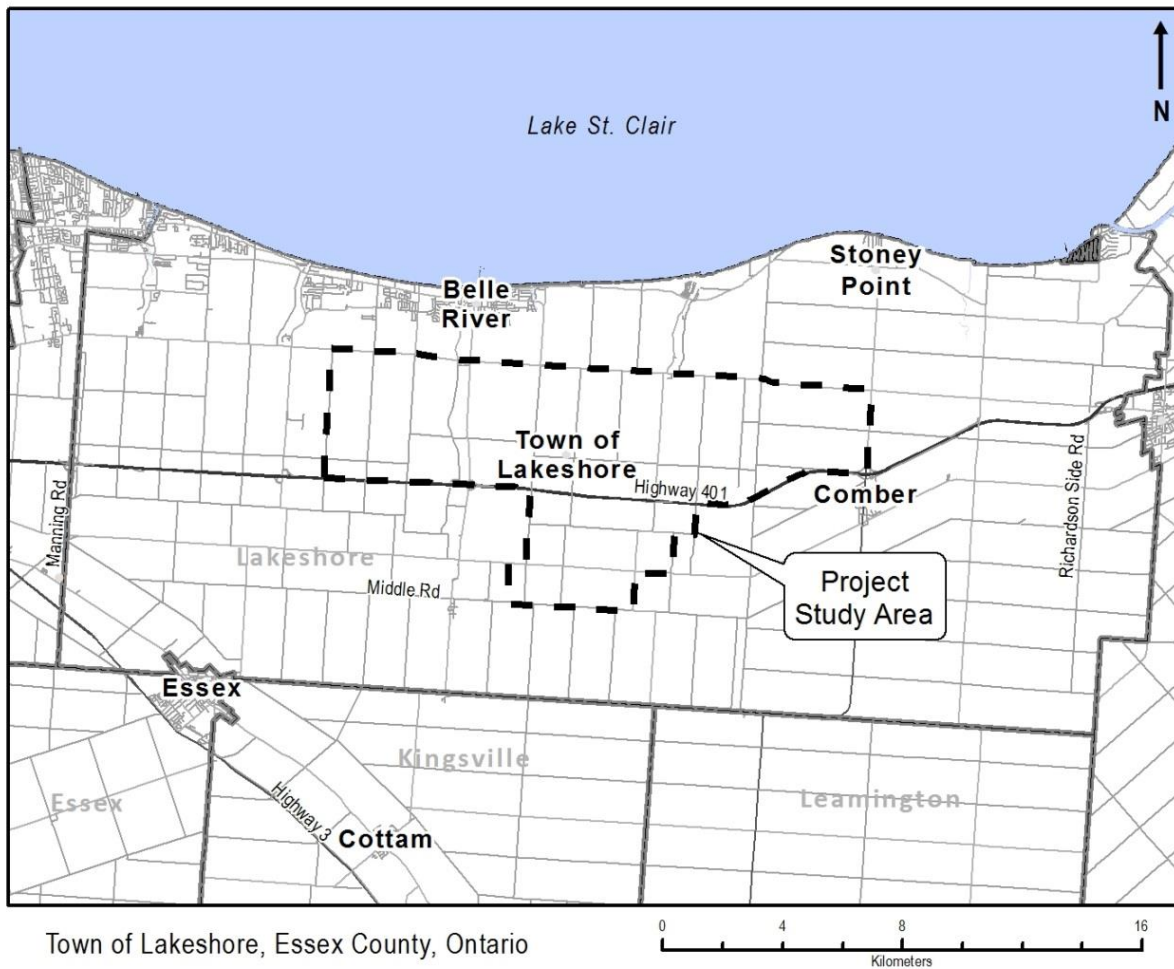 N
Lake St. Clair
Stoney
Point
Belle
River
Town of
Lakeshore
Highway 401
Comber
Manning Rd
Lakeshore
Middle Rd
Richardson Side Rd
Project
Study Area
Essex
Kingsville
Essex
Leamington
Highway 3
Cottam
Town of Lakeshore, Essex County, Ontario
0 4 8 16
Kilometers